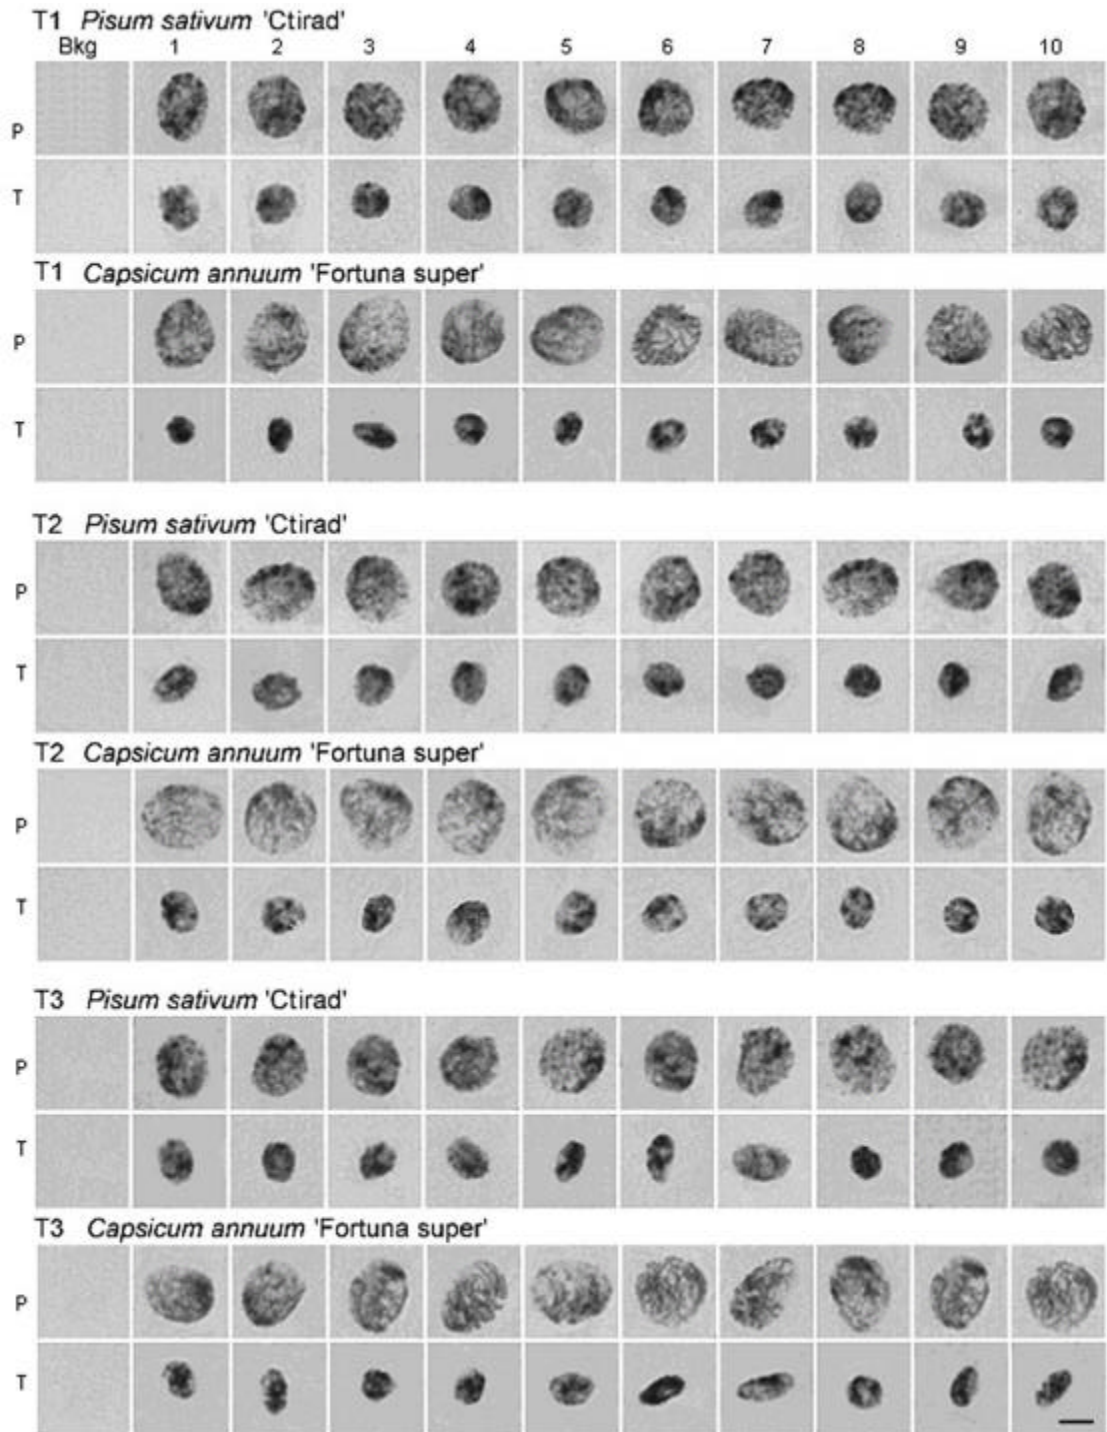 T1 Pisum sativum 'Ctirad'
Bkg 1 2 3 4 5 6 7 8 9 10
P
T
T1 Capsicum annuum 'Fortuna super'
P
T
T2 Pisum sativum 'Ctirad'
P
T
T2 Capsicum annuum 'Fortuna super'
P
T
T3 Pisum sativum 'Ctirad'
P
T
T3 Capsicum annuum 'Fortuna super'
P
T